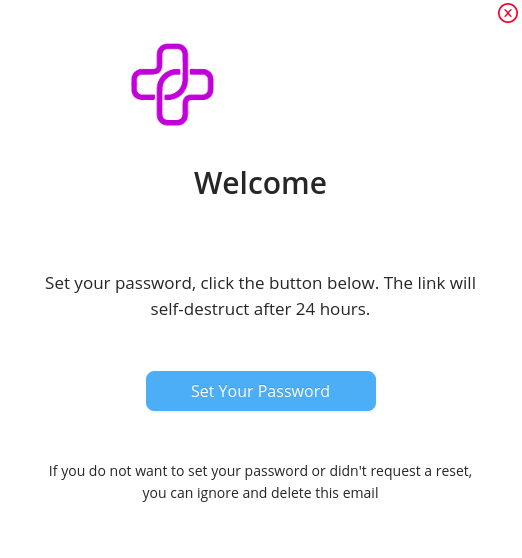 Welcome
Set your password, click the button below. The link will
self-destruct after 24 hours.
Set Your Password
If you do not want to set your password or didn't request a reset,
you can ignore and delete this email